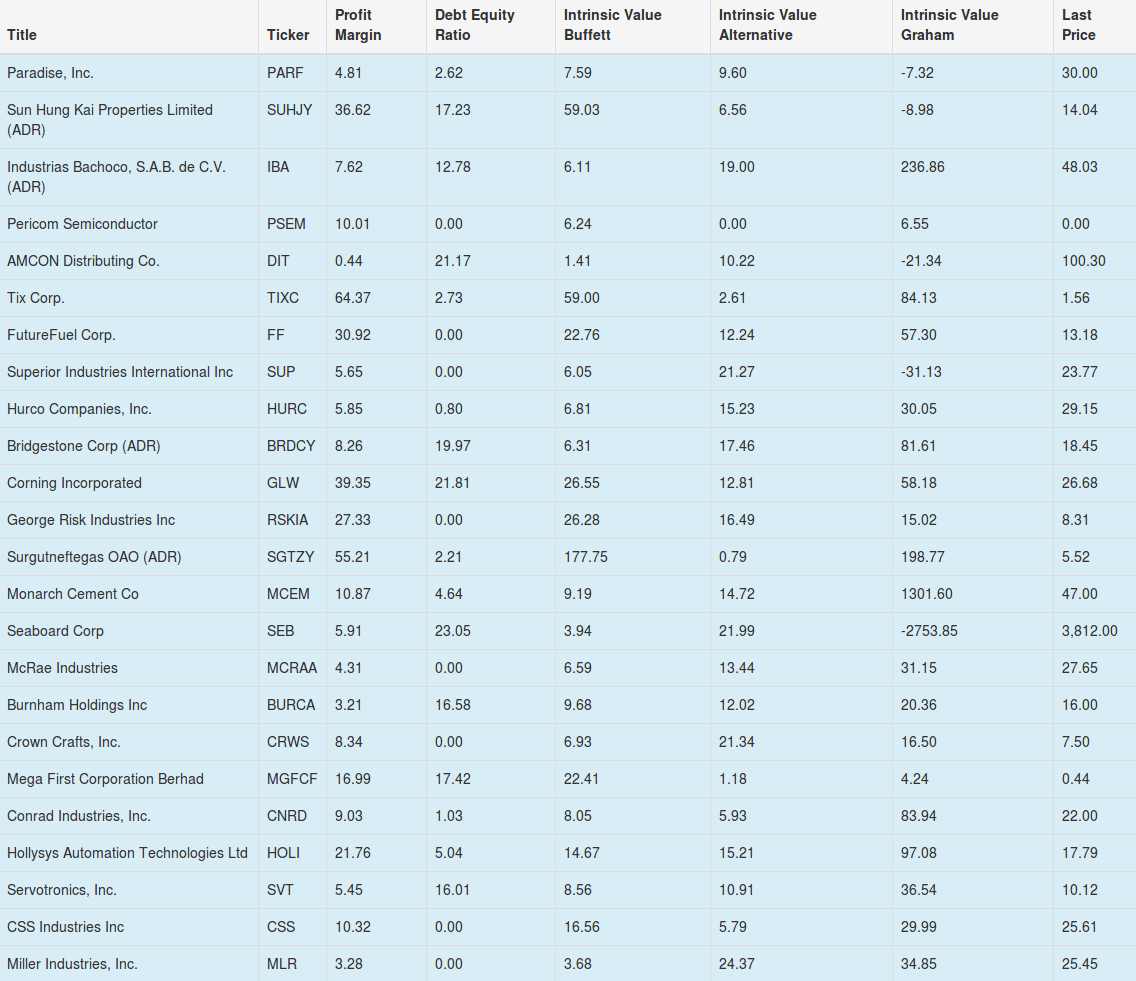 Title Ticker Profit Margin Debt Equity Ratio Intrinsic Value Buffett Intrinsic Value Alternative Intrinsic Value Graham Last Price
Paradise, Inc. PARF 4.81 2.62 7.59 9.60 -7.32 30.00
Sun Hung Kai Properties Limited (ADR) SUHJY 36.62 17.23 59.03 6.56 -8.98 14.04
Industrias Bachoco, S.A.B. de C.V. (ADR) IBA 7.62 12.78 6.11 19.00 236.86 48.03
Pericom Semiconductor PSEM 10.01 0.00 6.24 0.00 6.55 0.00
AMCON Distributing Co. DIT 0.44 21.17 1.41 10.22 -21.34 100.30
Tix Corp. TIXC 64.37 2.73 59.00 2.61 84.13 1.56
FutureFuel Corp. FF 30.92 0.00 22.76 12.24 57.30 13.18
Superior Industries International Inc SUP 5.65 0.00 6.05 21.27 -31.13 23.77
Hurco Companies, Inc. HURC 5.85 0.80 6.81 15.23 30.05 29.15
Bridgestone Corp (ADR) BRDCY 8.26 19.97 6.31 17.46 81.61 18.45
Corning Incorporated GLW 39.35 21.81 26.55 12.81 58.18 26.68
George Risk Industries Inc RSKIA 27.33 0.00 26.28 16.49 15.02 8.31
Surgutneftegas OAO (ADR) SGTZY 55.21 2.21 177.75 0.79 198.77 5.52
Monarch Cement Co MCEM 10.87 4.64 9.19 14.72 1301.60 47.00
Seaboard Corp SEB 5.91 23.05 3.94 21.99 -2753.85 3,812.00
McRae Industries MCRAA 4.31 0.00 6.59 13.44 31.15 27.65
Burnham Holdings Inc BURCA 3.21 16.58 9.68 12.02 20.36 16.00
Crown Crafts, Inc. CRWS 8.34 0.00 6.93 21.34 16.50 7.50
Mega First Corporation Berhad MGFCF 16.99 17.42 22.41 1.18 4.24 0.44
Conrad Industries, Inc. CNRD 9.03 1.03 8.05 5.93 83.94 22.00
Hollysys Automation Technologies Ltd HOLI 21.76 5.04 14.67 15.21 97.08 17.79
Servotronics, Inc. SVT 5.45 16.01 8.56 10.91 36.54 10.12
CSS Industries Inc CSS 10.32 0.00 16.56 5.79 29.99 25.61
Miller Industries, Inc. MLR 3.28 0.00 3.68 24.37 34.85 25.45